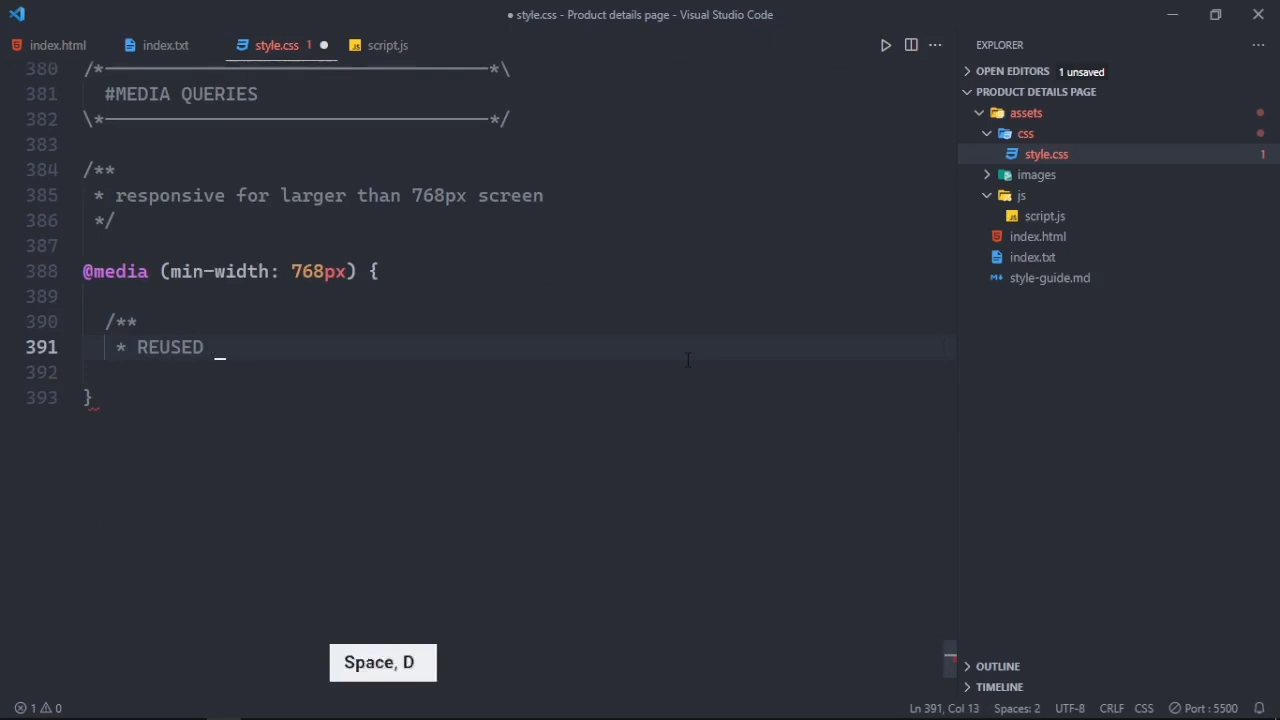 ● style.css - Product details page - Visual Studio Code
index.html
index.txt
style.css 1 ●
JS script.js
EXPLORER
OPEN EDITORS 1 unsaved
PRODUCT DETAILS PAGE
assets
css
style.css 1
images
js
JS script.js
index.html
index.txt
M↓ style-guide.md
380 /*————————————————————————————————————*\
381 #MEDIA QUERIES
382 \*————————————————————————————————————*/
383
384 /**
385 * responsive for larger than 768px screen
386 */
387
388 @media (min-width: 768px) {
389
390 /**
391 * REUSED _
392
393 }
Space, D
OUTLINE
TIMELINE
1 0
Ln 391, Col 13 Spaces: 2 UTF-8 CRLF CSS Port : 5500